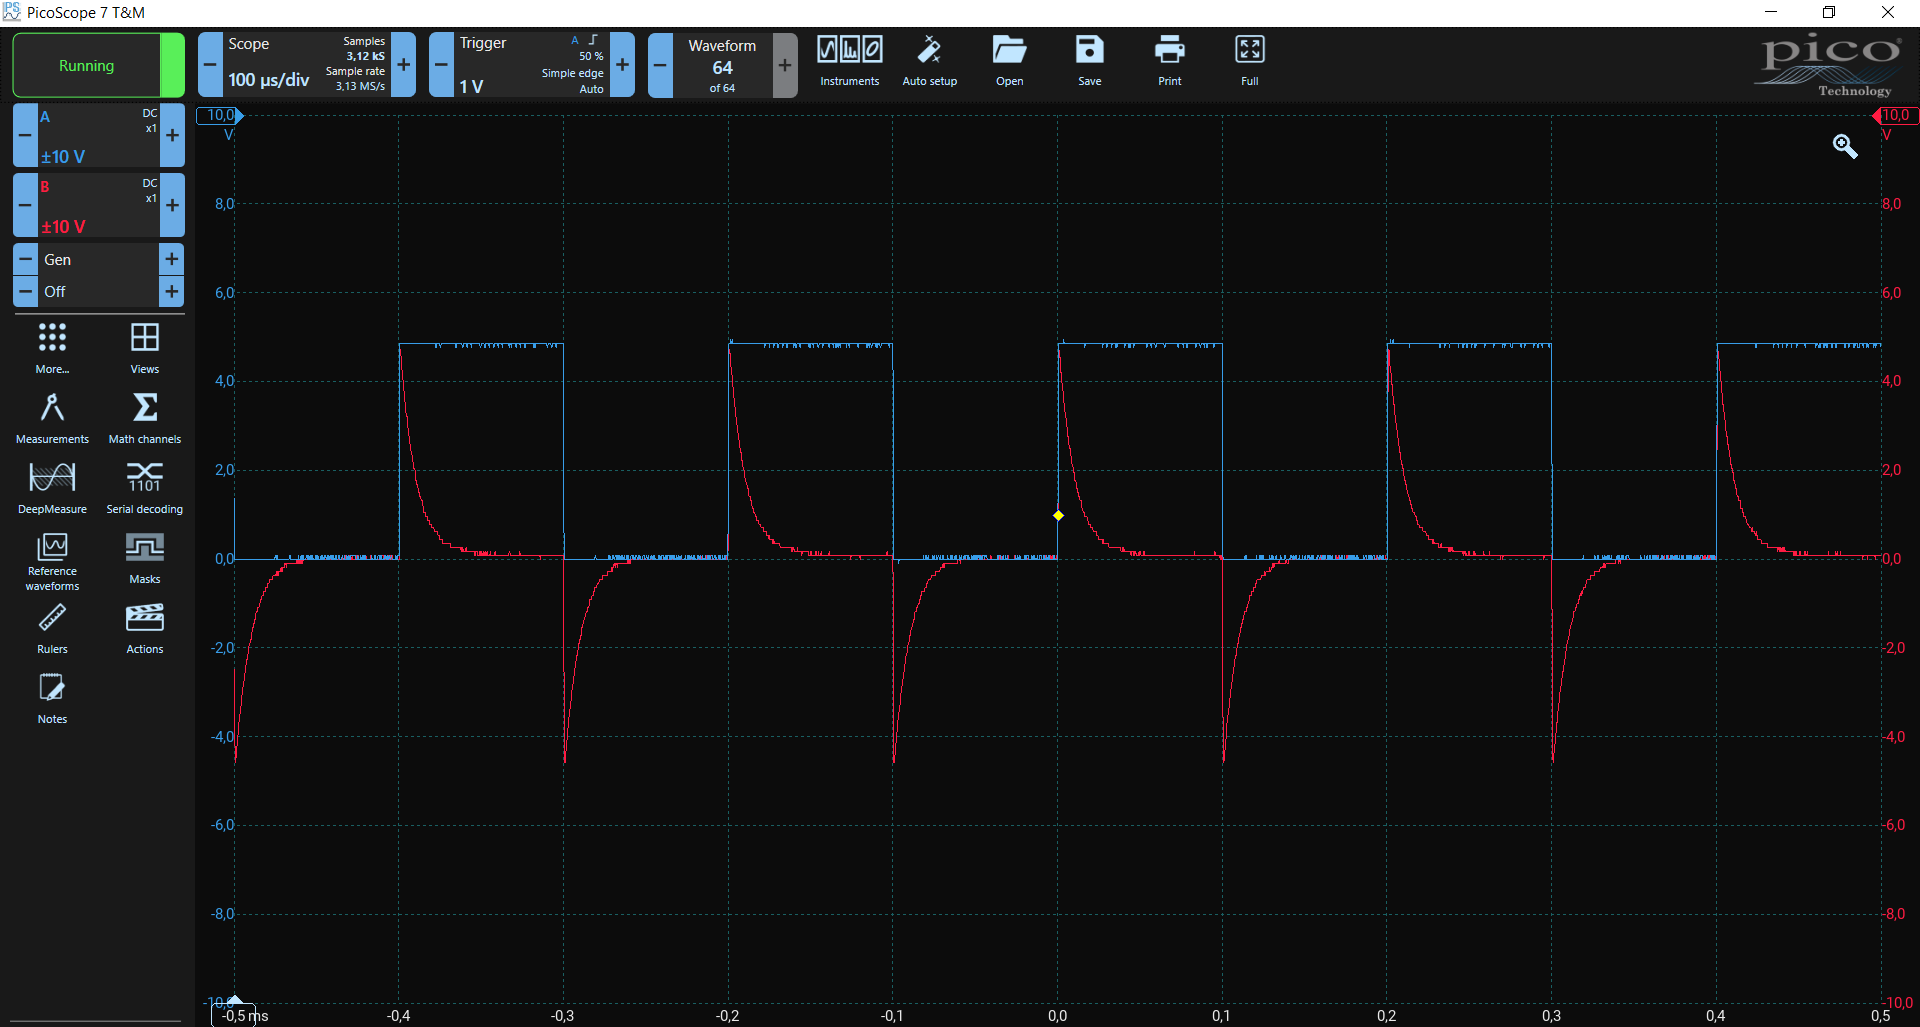 PicoScope 7 T&M
Running
Scope
100 µs/div
Samples
3,12 kS
Sample rate
3,13 MS/s
Trigger
1 V
A
50 %
Simple edge
Auto
Waveform
64
of 64
Instruments
Auto setup
Open
Save
Print
Full
pico
Technology
A
DC
x1
±10 V
B
DC
x1
±10 V
Gen
Off
More...
Views
Measurements
Math channels
DeepMeasure
1101
Serial decoding
Reference
waveforms
Masks
Rulers
Actions
Notes
10,0
V
8,0
6,0
4,0
2,0
0,0
-2,0
-4,0
-6,0
-8,0
-10,0
10,0
V
8,0
6,0
4,0
2,0
0,0
-2,0
-4,0
-6,0
-8,0
-10,0
-0,5 ms
-0,4
-0,3
-0,2
-0,1
0,0
0,1
0,2
0,3
0,4
0,5